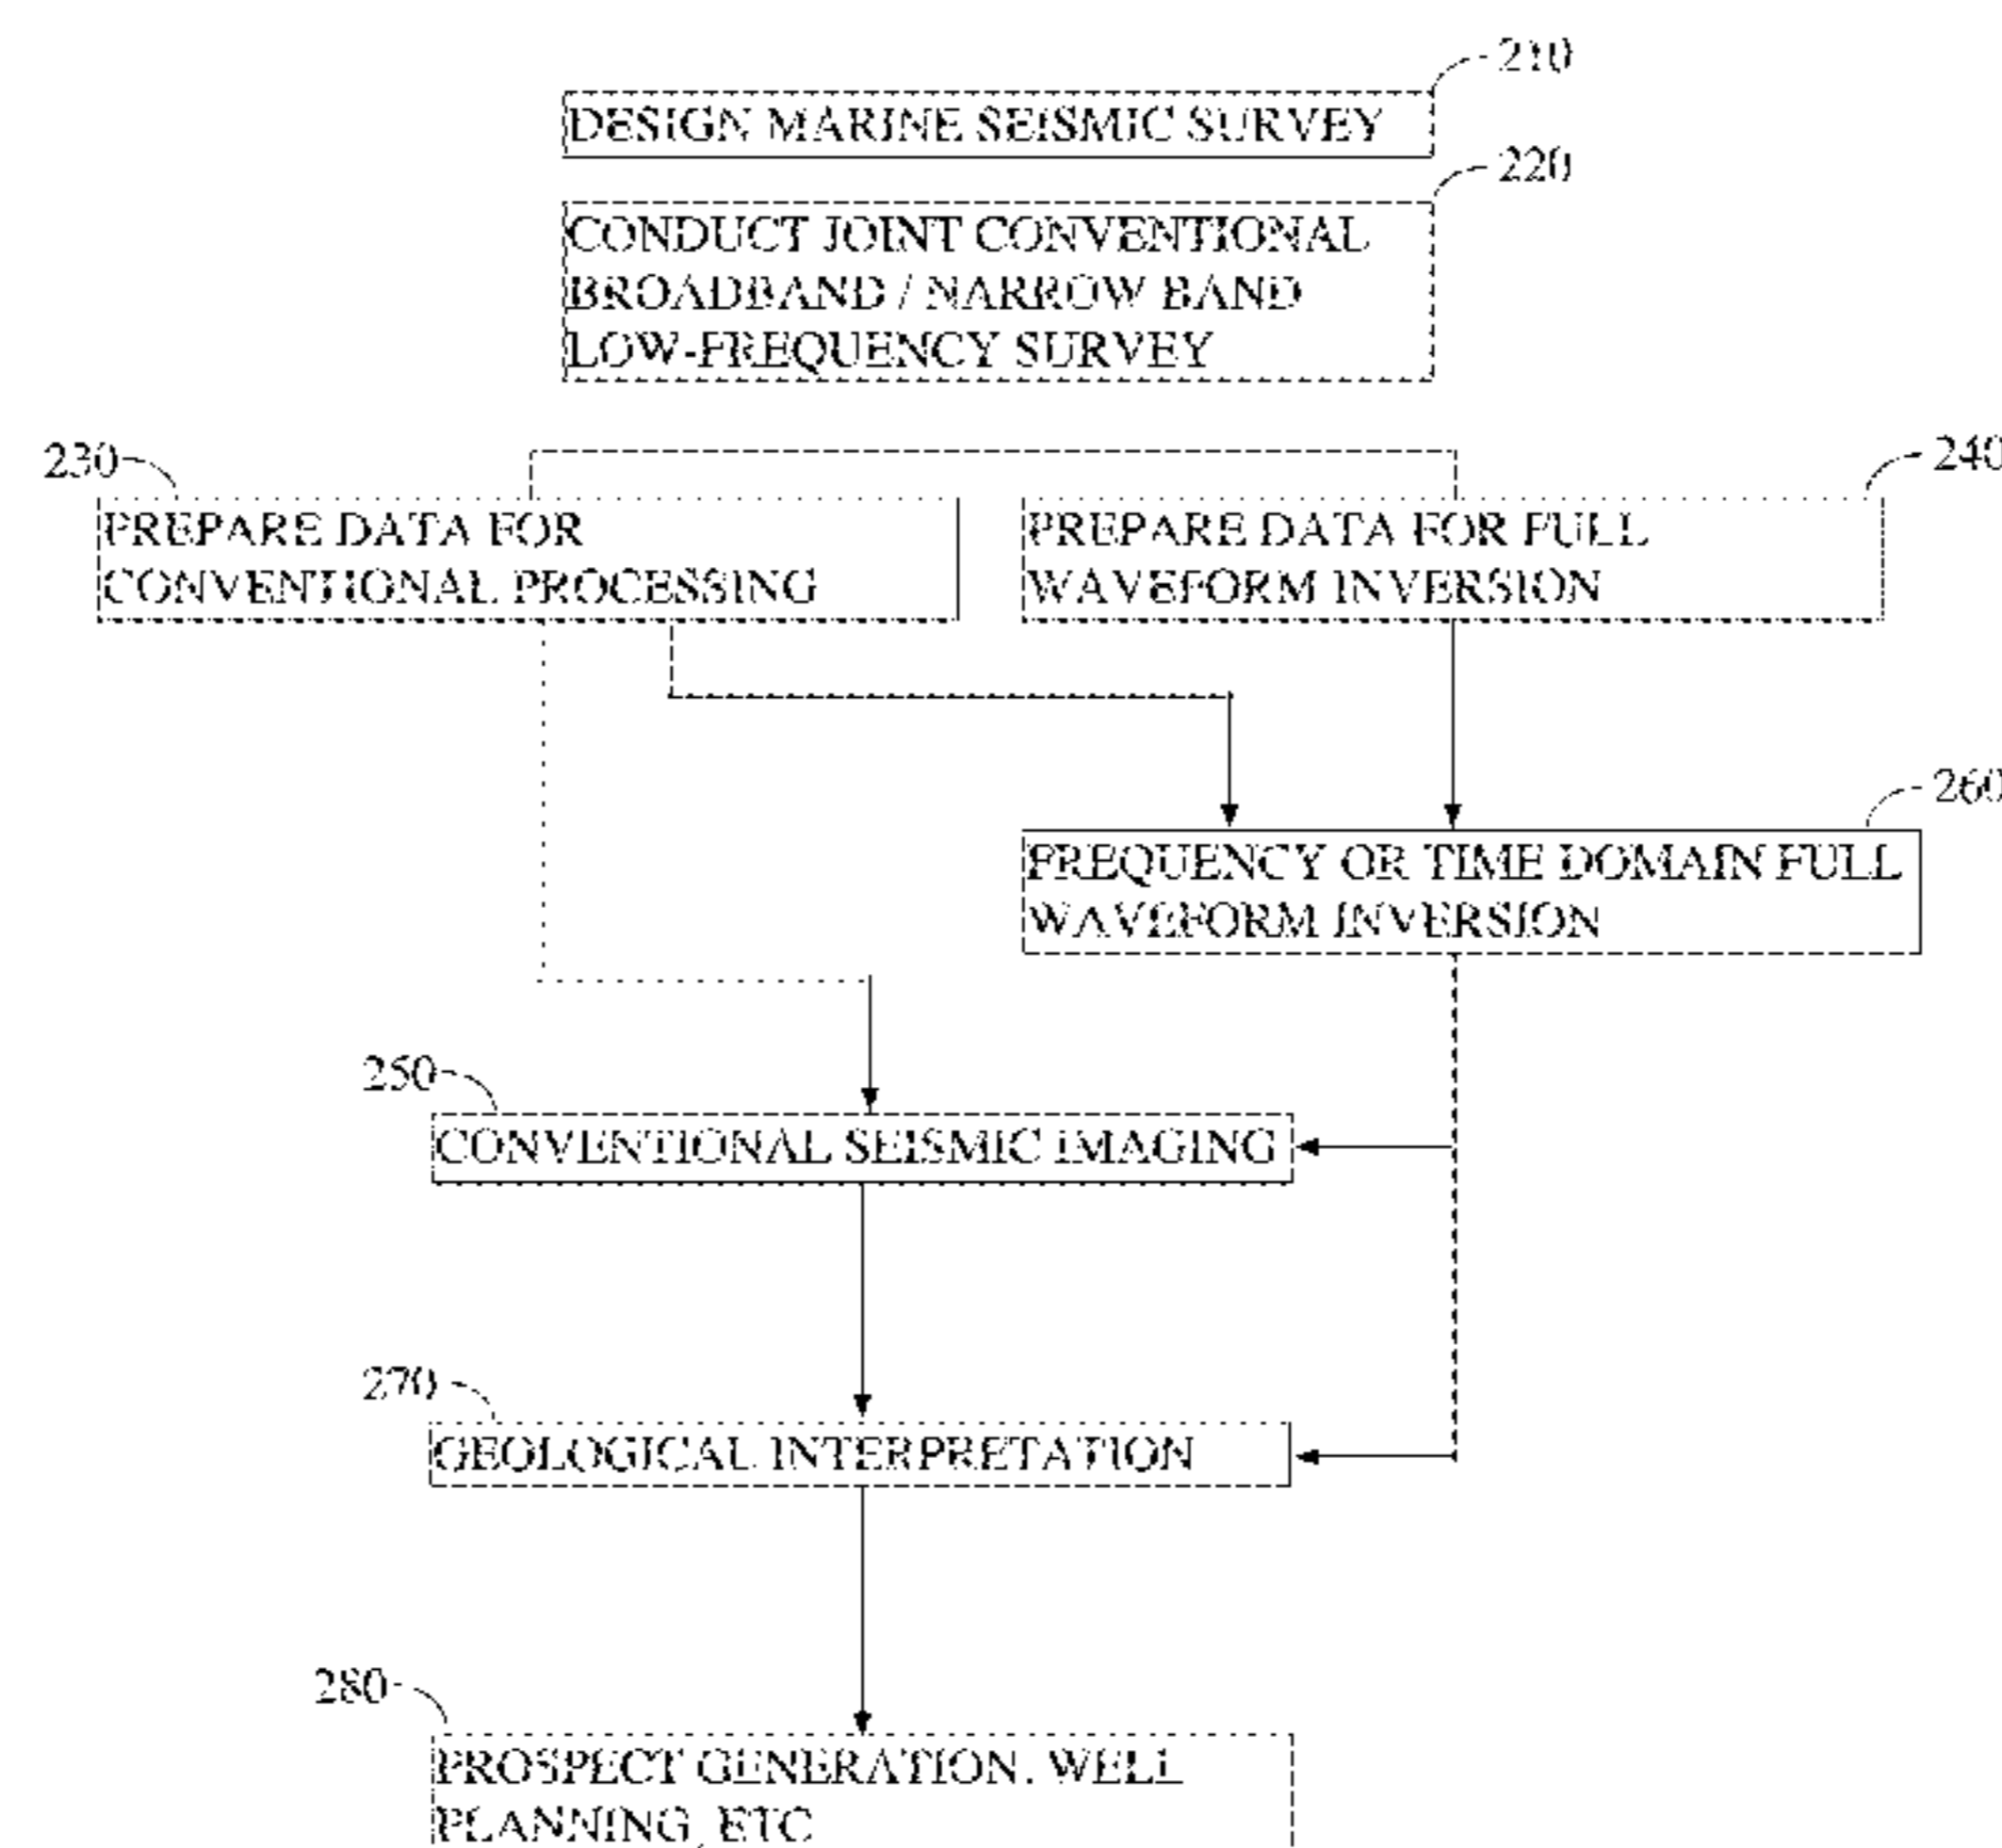 210
DESIGN MARINE SEISMIC SURVEY
220
CONDUCT JOINT CONVENTIONAL
BROADBAND / NARROW BAND
LOW-FREQUENCY SURVEY
230
PREPARE DATA FOR
CONVENTIONAL PROCESSING
240
PREPARE DATA FOR FULL
WAVEFORM INVERSION
260
FREQUENCY OR TIME DOMAIN FULL
WAVEFORM INVERSION
250
CONVENTIONAL SEISMIC IMAGING
270
GEOLOGICAL INTERPRETATION
280
PROSPECT GENERATION, WELL
PLANNING, ETC